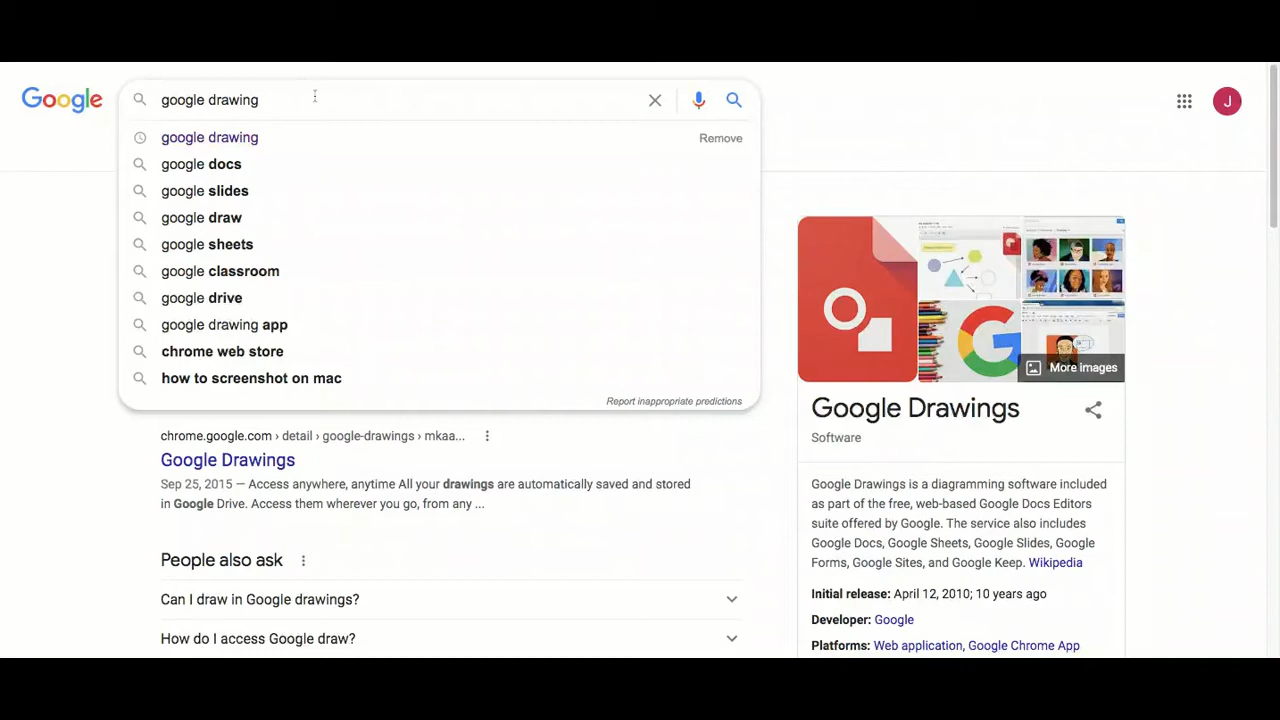 Google
google drawing
J
google drawing
Remove
google docs
google slides
google draw
google sheets
google classroom
google drive
google drawing app
chrome web store
how to screenshot on mac
Report inappropriate predictions
chrome.google.com › detail › google-drawings › mkaa...
Google Drawings
Sep 25, 2015 — Access anywhere, anytime All your drawings are automatically saved and stored
in Google Drive. Access them wherever you go, from any ...
People also ask
Can I draw in Google drawings?
How do I access Google draw?
More images
Google Drawings
Software
Google Drawings is a diagramming software included
as part of the free, web-based Google Docs Editors
suite offered by Google. The service also includes
Google Docs, Google Sheets, Google Slides, Google
Forms, Google Sites, and Google Keep. Wikipedia
Initial release: April 12, 2010; 10 years ago
Developer: Google
Platforms: Web application, Google Chrome App